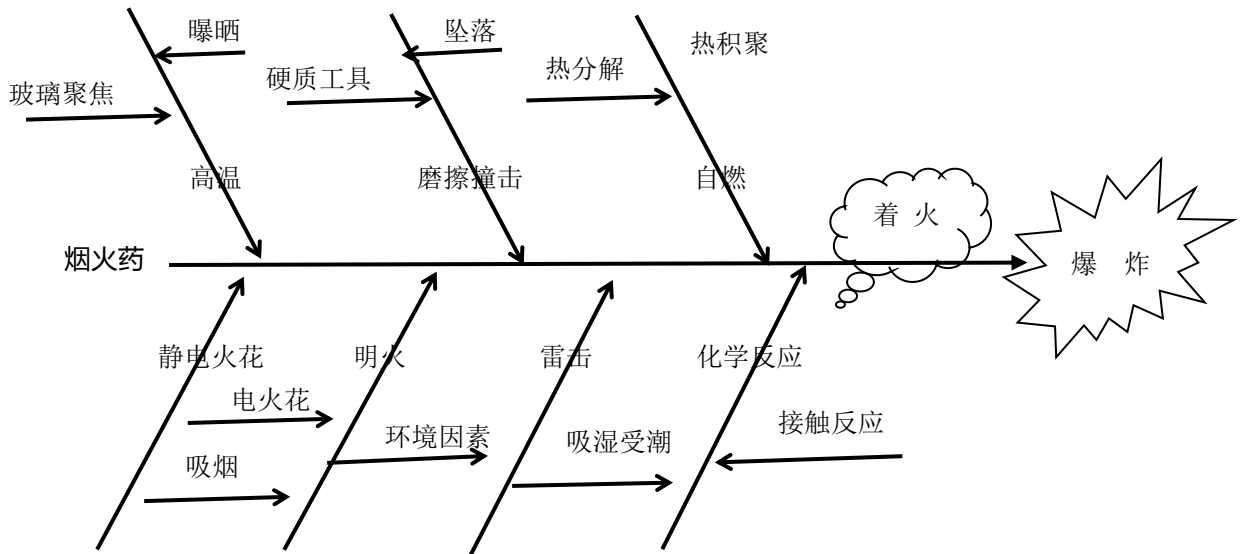 曝晒
坠落
热积聚
玻璃聚焦
硬质工具
热分解
高温
磨擦撞击
自燃
着 火
烟火药
爆 炸
静电火花
明火
雷击
化学反应
电火花
环境因素
吸湿受潮
接触反应
吸烟